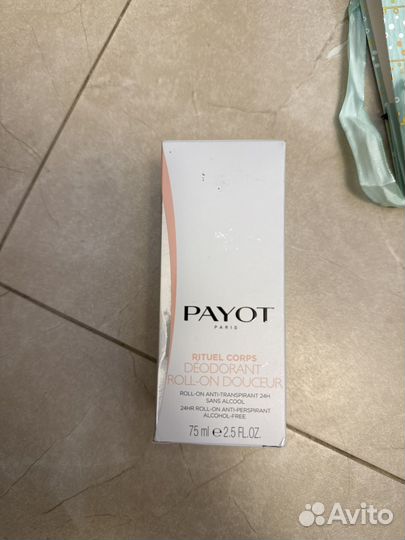 PAYOT
PARIS
RITUEL CORPS
DEODORANT
ROLL-ON DOUCEUR
ROLL-ON ANTI-TRANSPIRANT 24H
SANS ALCOOL
24HR ROLL-ON ANTI-PERSPIRANT
ALCOHOL-FREE
75 ml ℮ 2.5 FL.OZ.
Avito